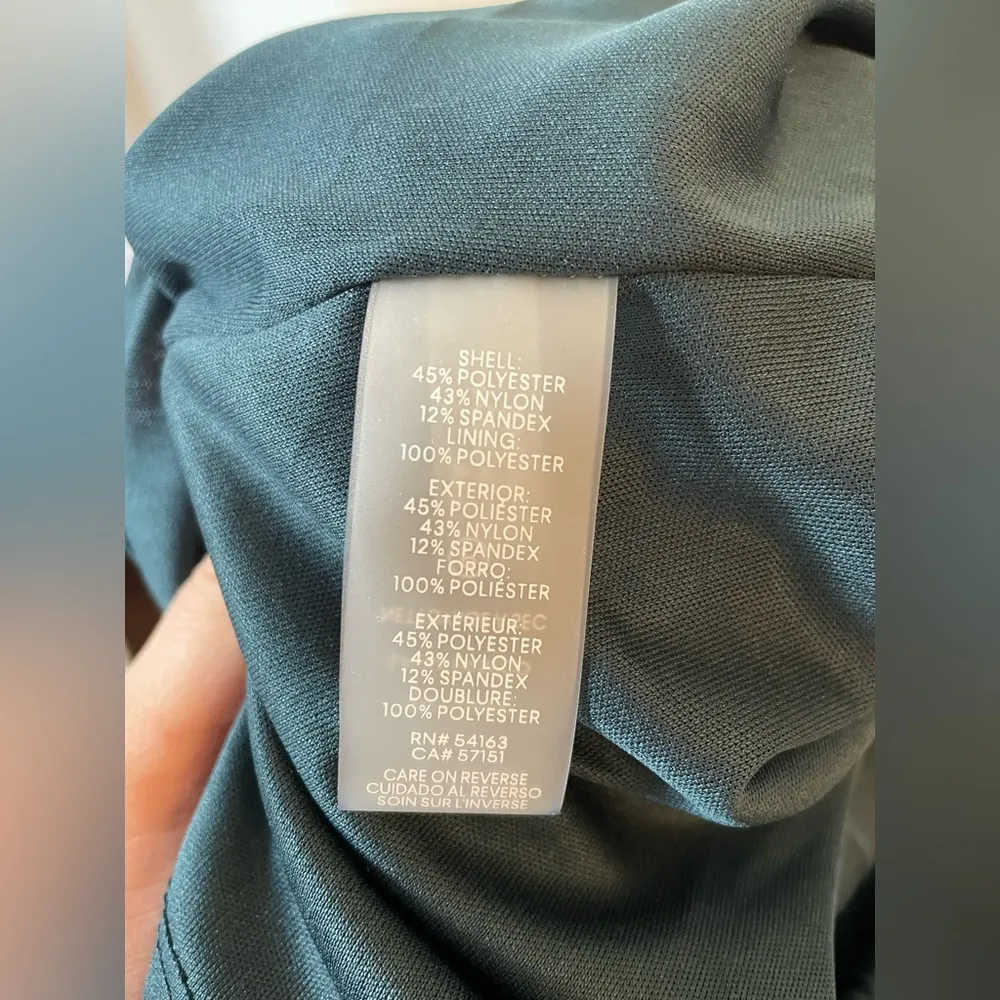 SHELL:
45% POLYESTER
43% NYLON
12% SPANDEX
LINING:
100% POLYESTER
EXTERIOR:
45% POLIÉSTER
43% NYLON
12% SPANDEX
FORRO:
100% POLIÉSTER
EXTÉRIEUR:
45% POLYESTER
43% NYLON
12% SPANDEX
DOUBLURE:
100% POLYESTER
RN# 54163
CA# 57151
CARE ON REVERSE
CUIDADO AL REVERSO
SOIN SUR L'INVERSE